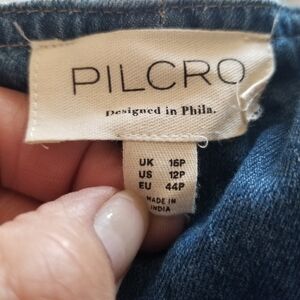 PILCRO
Designed in Phila.
UK 16P
US 12P
EU 44P
MADE IN
INDIA